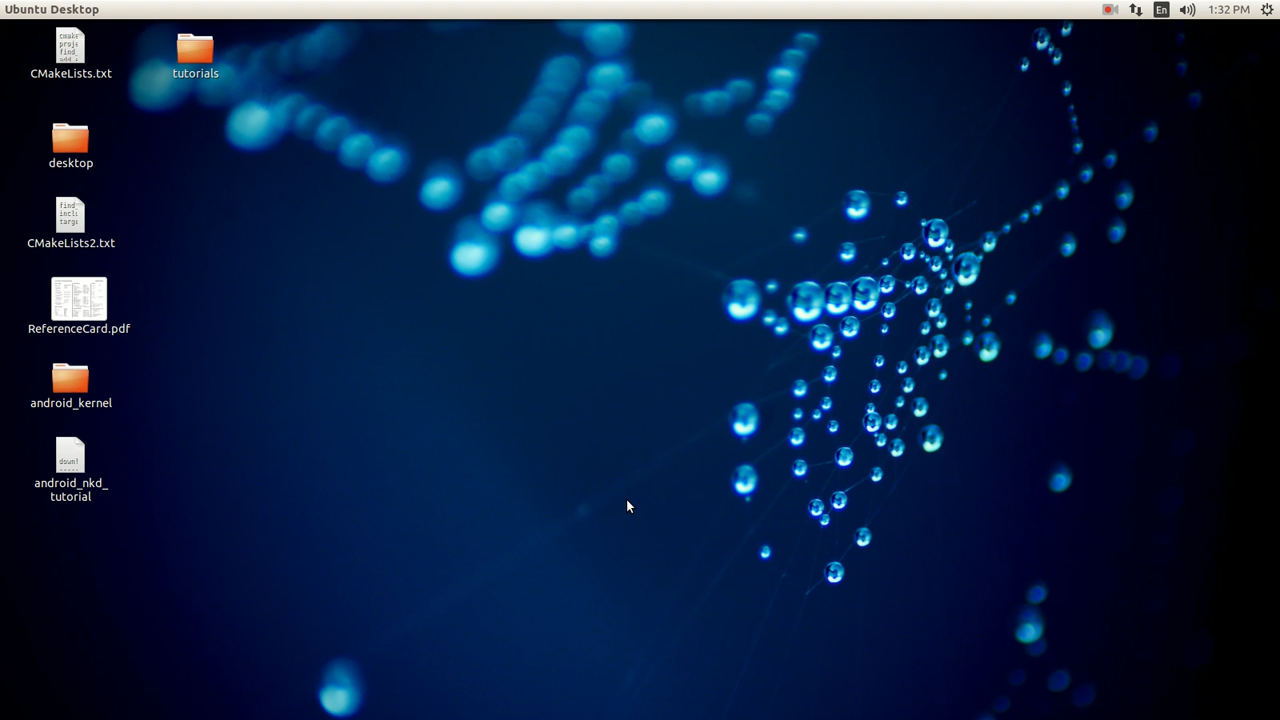 Ubuntu Desktop
En
1:32 PM
CMakeLists.txt
tutorials
desktop
CMakeLists2.txt
ReferenceCard.pdf
android_kernel
android_nkd_
tutorial